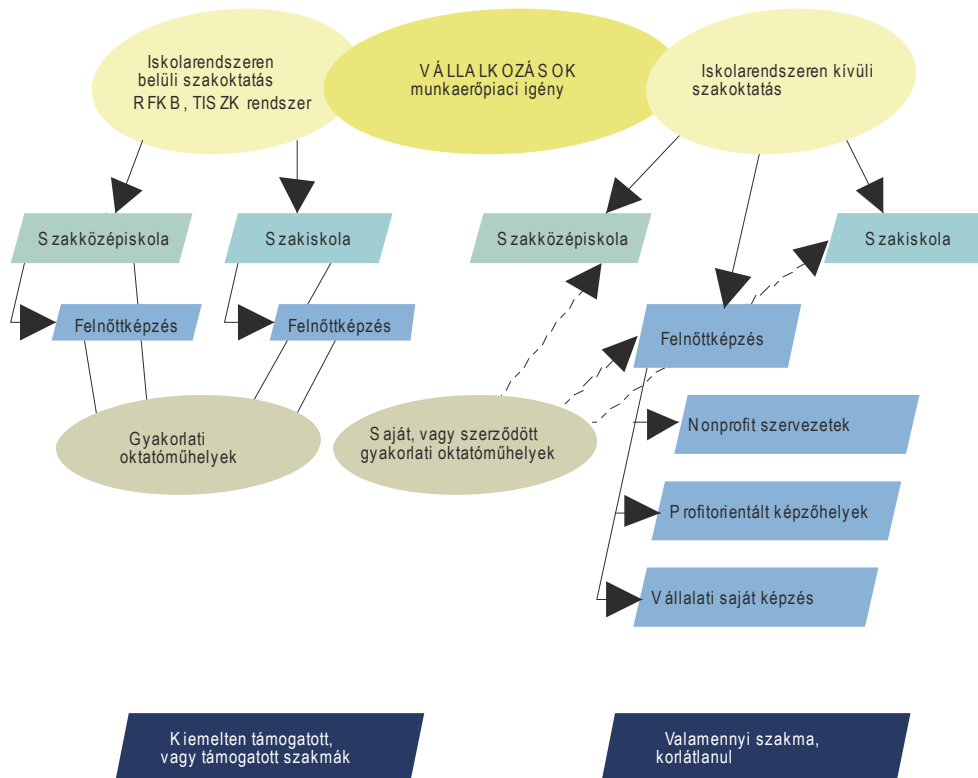 Iskolarendszeren
belüli szakoktatás
RFKB, TISZK rendszer
VÁLLALKOZÁSOK
munkaerőpiaci igény
Iskolarendszeren kívüli
szakoktatás
Szakközépiskola
Szakiskola
Szakközépiskola
Szakiskola
Felnőttképzés
Felnőttképzés
Felnőttképzés
Gyakorlati
oktatóműhelyek
Saját, vagy szerződött
gyakorlati oktatóműhelyek
Nonprofit szervezetek
Profitorientált képzőhelyek
Vállalati saját képzés
Kiemelten támogatott,
vagy támogatott szakmák
Valamennyi szakma,
korlátlanul